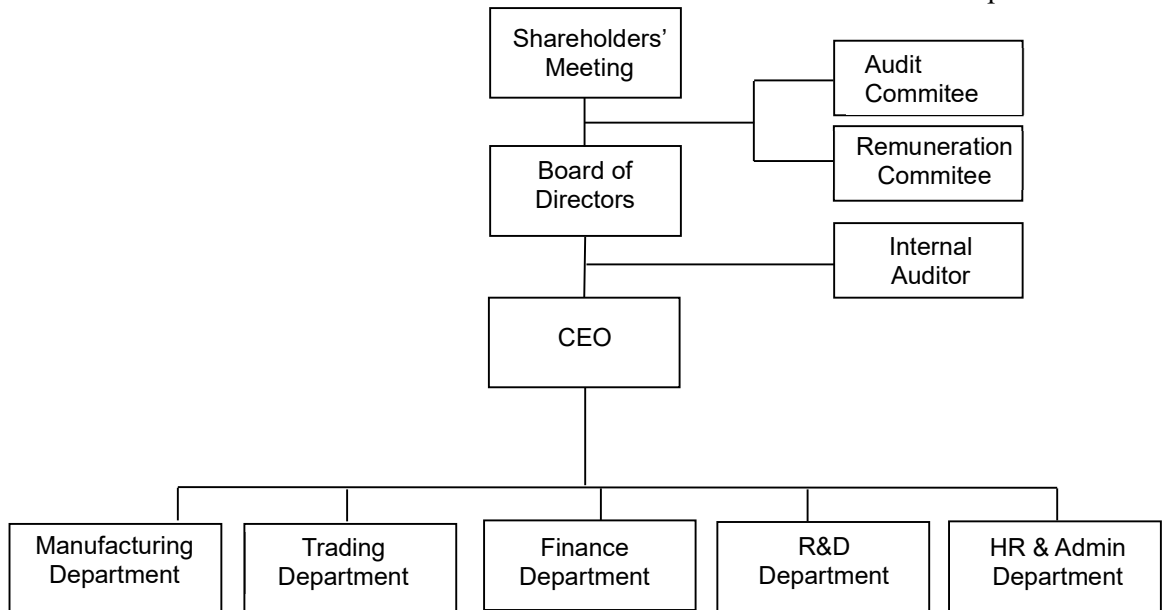 Shareholders’
Meeting
Audit
Commitee
Remuneration
Commitee
Board of
Directors
Internal
Auditor
CEO
Manufacturing
Department
Trading
Department
Finance
Department
R&D
Department
HR & Admin
Department